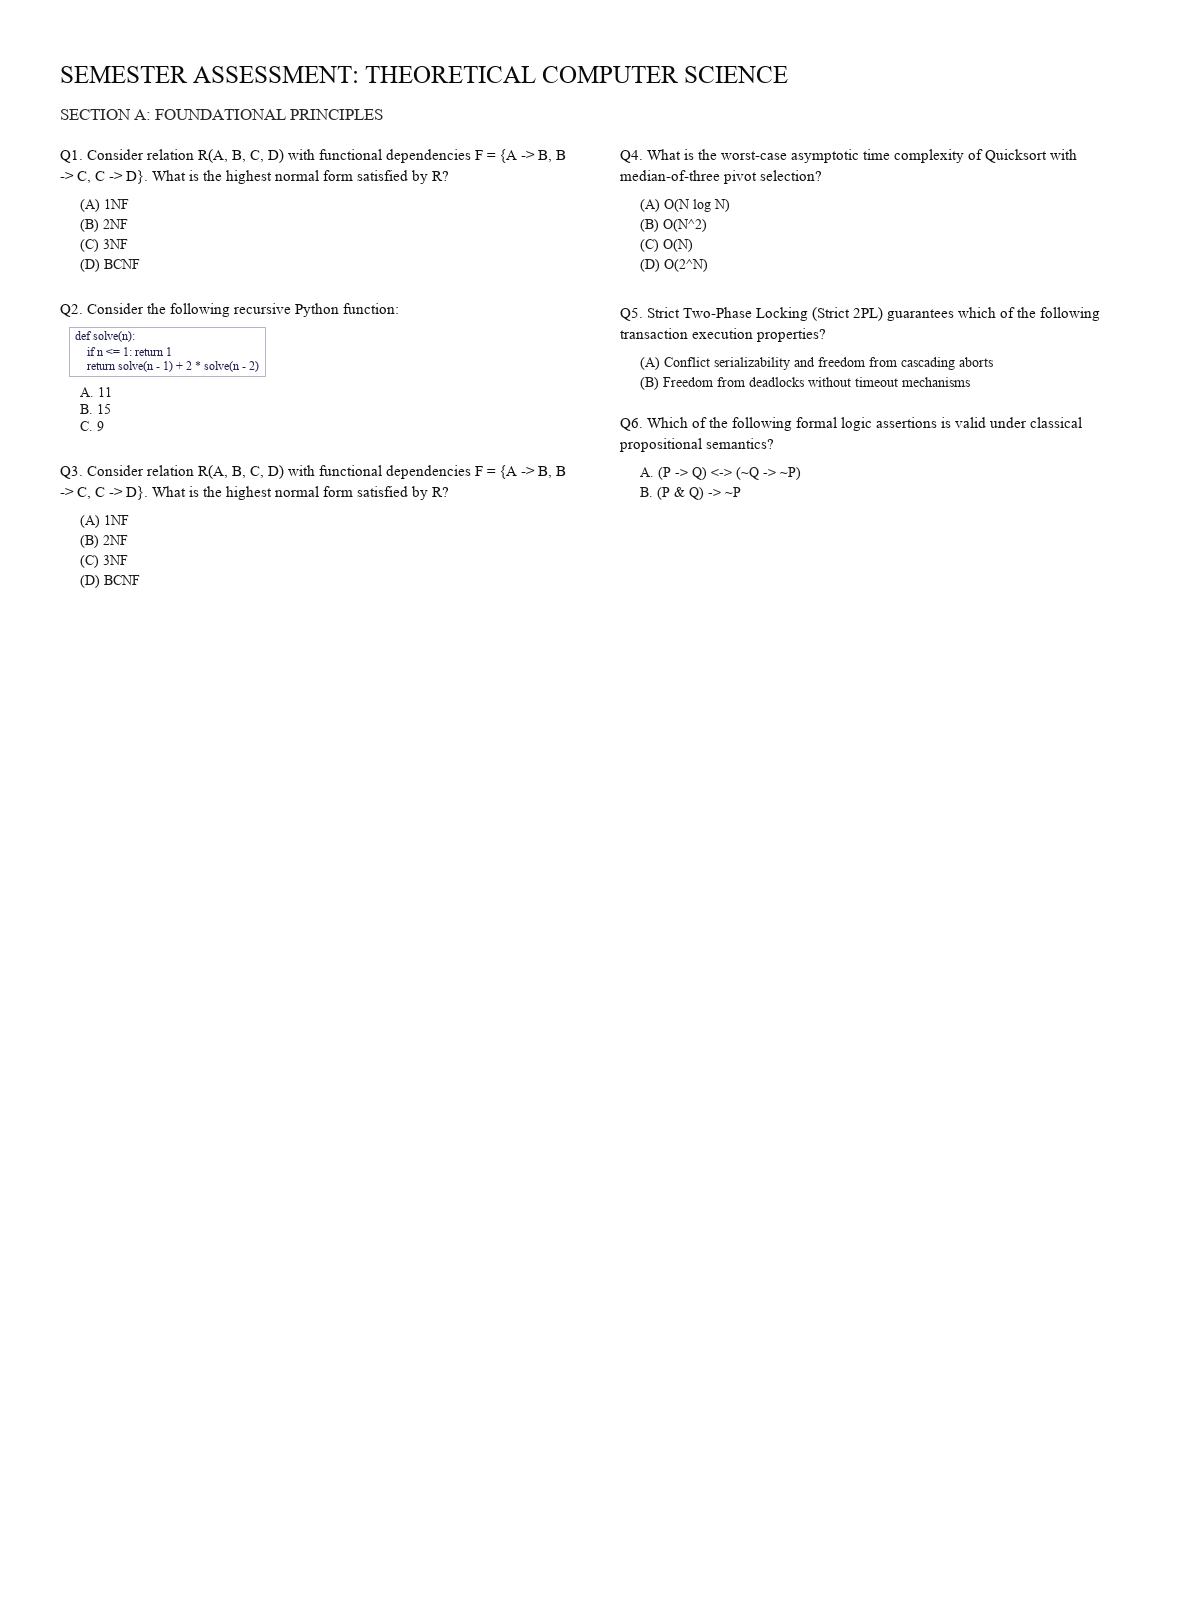 SEMESTER ASSESSMENT: THEORETICAL COMPUTER SCIENCE
SECTION A: FOUNDATIONAL PRINCIPLES
Q1. Consider relation R(A, B, C, D) with functional dependencies F = {A -> B, B
-> C, C -> D}. What is the highest normal form satisfied by R?
(A) 1NF
(B) 2NF
(C) 3NF
(D) BCNF
Q2. Consider the following recursive Python function:
def solve(n):
    if n <= 1: return 1
    return solve(n - 1) + 2 * solve(n - 2)
A. 11
B. 15
C. 9
Q3. Consider relation R(A, B, C, D) with functional dependencies F = {A -> B, B
-> C, C -> D}. What is the highest normal form satisfied by R?
(A) 1NF
(B) 2NF
(C) 3NF
(D) BCNF
Q4. What is the worst-case asymptotic time complexity of Quicksort with
median-of-three pivot selection?
(A) O(N log N)
(B) O(N^2)
(C) O(N)
(D) O(2^N)
Q5. Strict Two-Phase Locking (Strict 2PL) guarantees which of the following
transaction execution properties?
(A) Conflict serializability and freedom from cascading aborts
(B) Freedom from deadlocks without timeout mechanisms
Q6. Which of the following formal logic assertions is valid under classical
propositional semantics?
A. (P -> Q) <-> (~Q -> ~P)
B. (P & Q) -> ~P